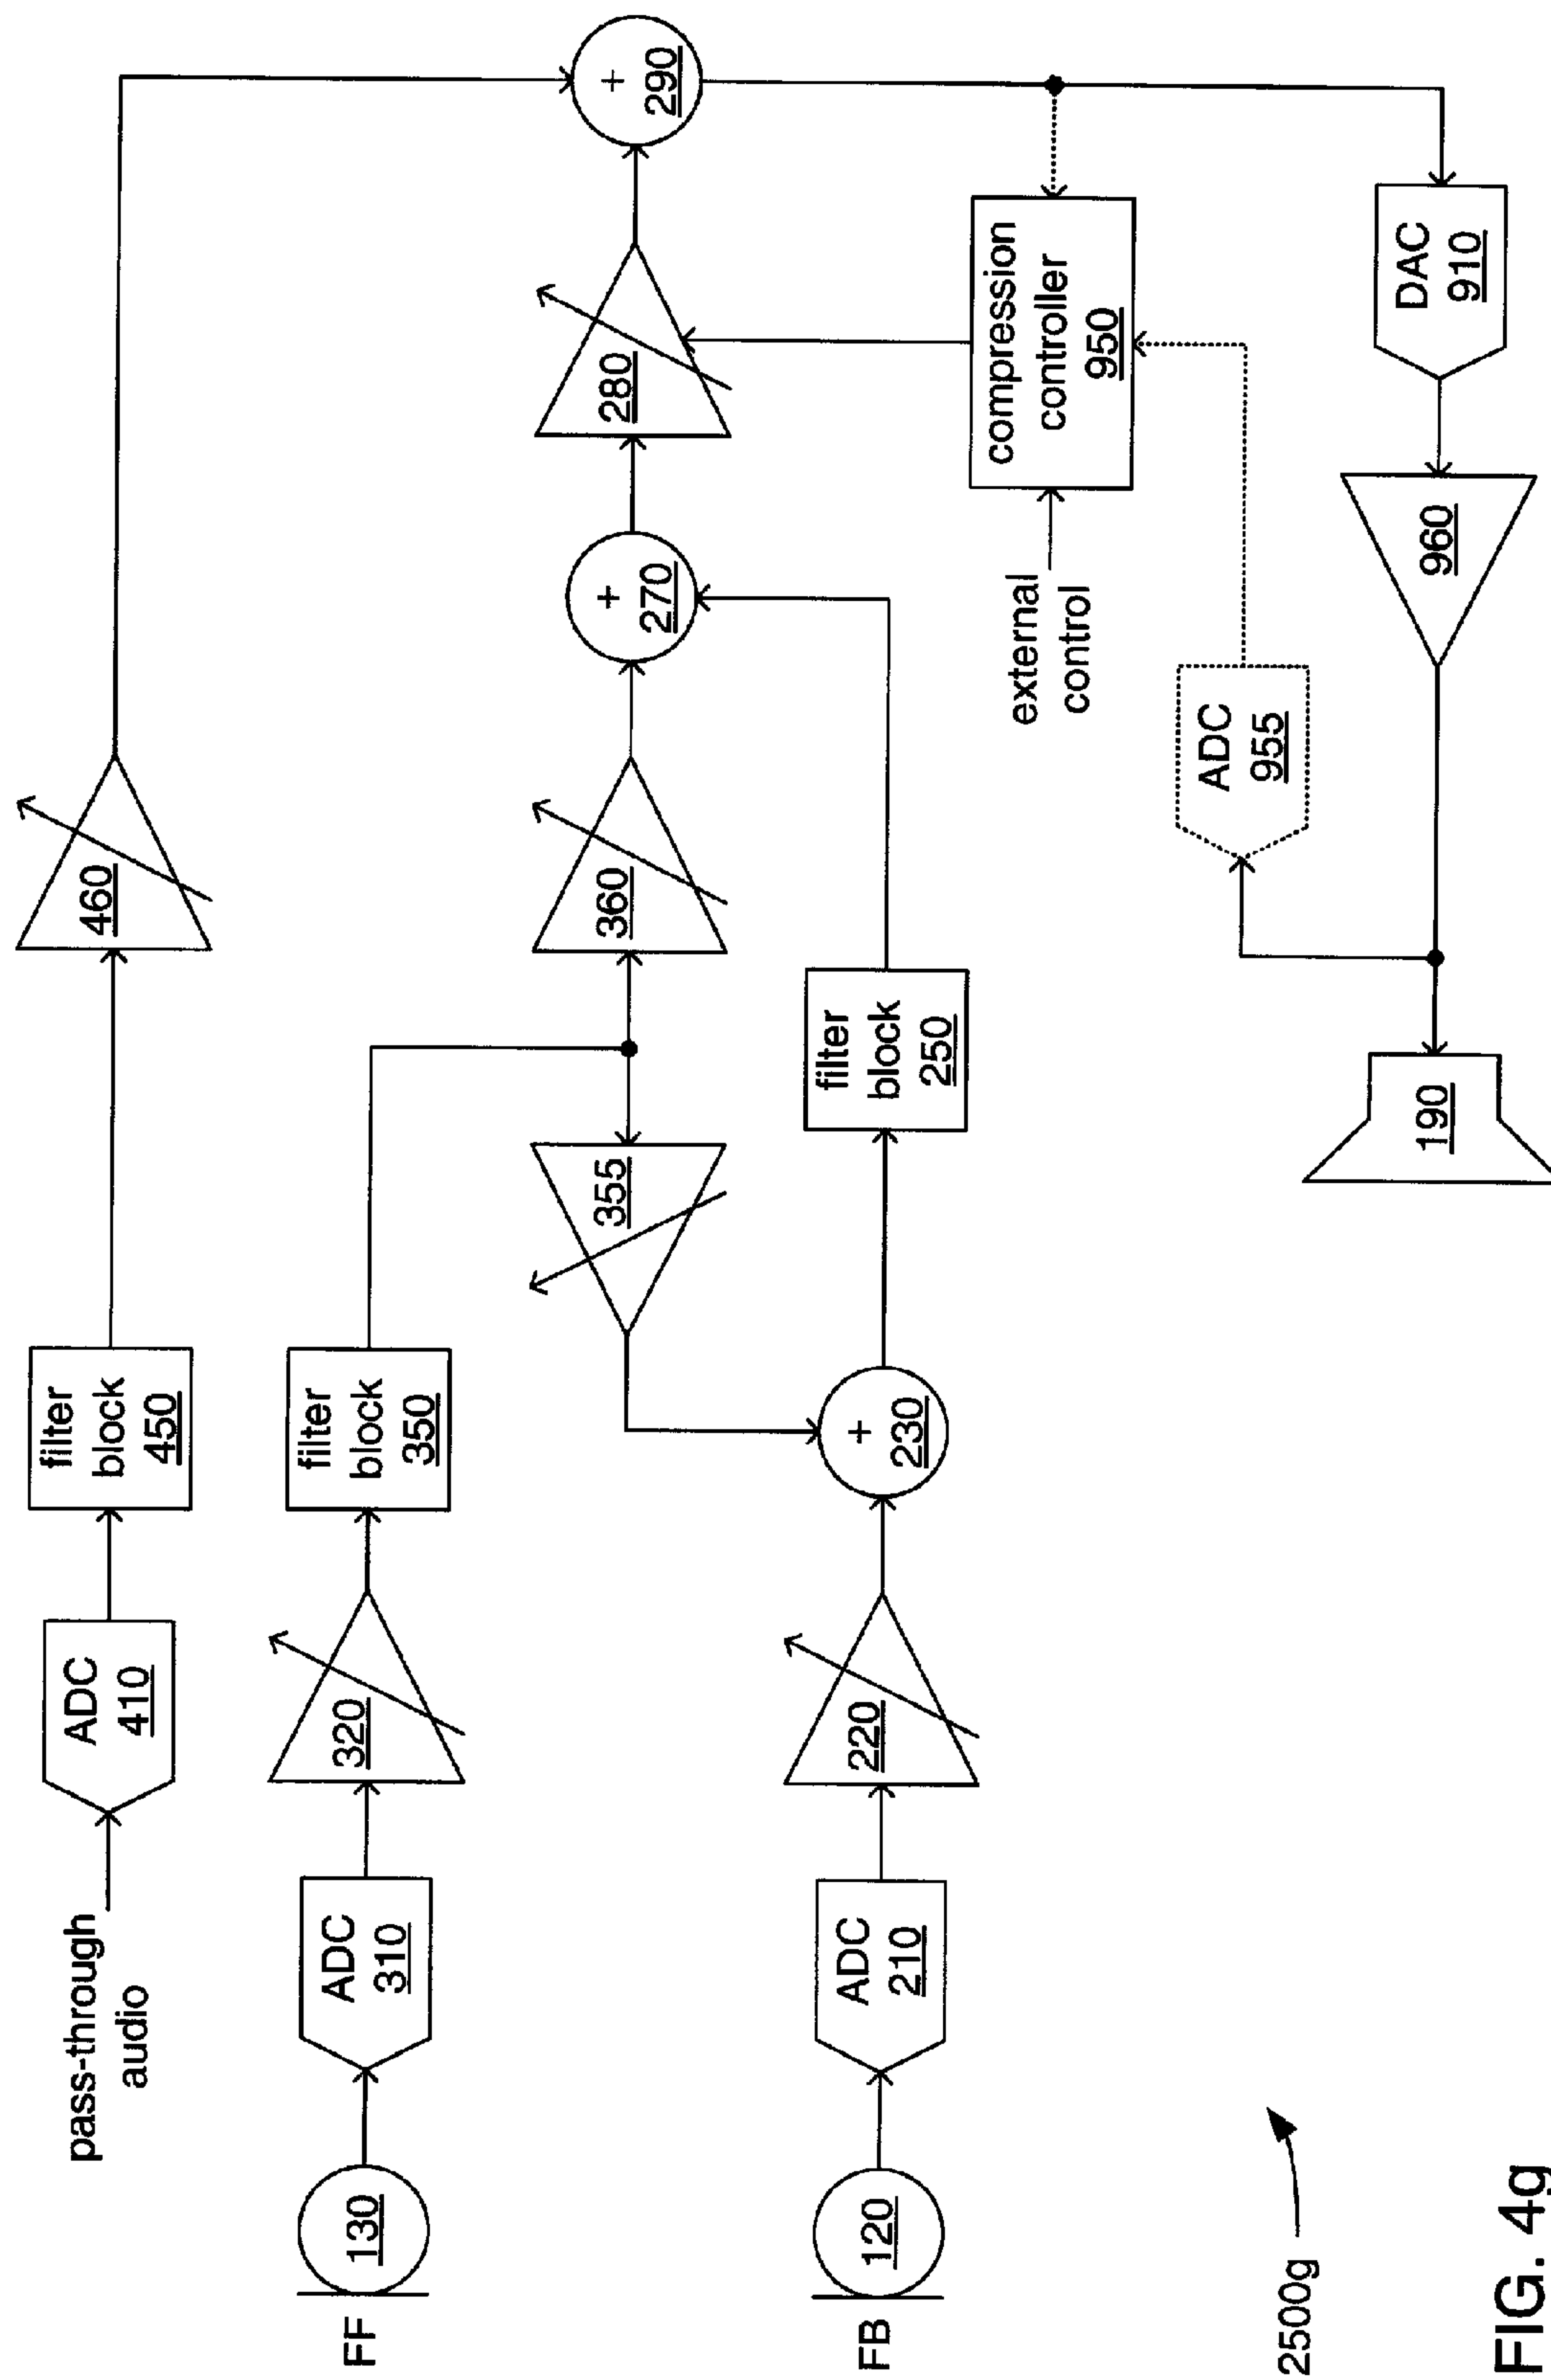 pass-through
audio
ADC
410
filter
block
450
460
+
290
FF
130
ADC
310
320
filter
block
350
355
360
+
270
280
FB
120
ADC
210
220
+
230
filter
block
250
external
control
compression
controller
950
ADC
955
190
960
DAC
910
2500g
FIG. 4g